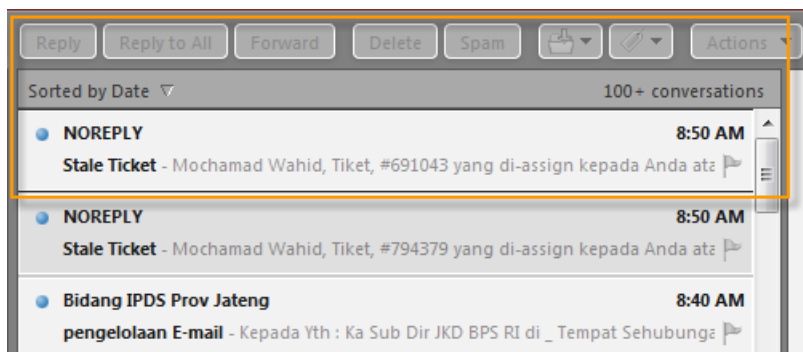 Reply Reply to All Forward Delete Spam Actions
Sorted by Date 100+ conversations
NOREPLY 8:50 AM
Stale Ticket - Mochamad Wahid, Tiket, #691043 yang di-assign kepada Anda ata
NOREPLY 8:50 AM
Stale Ticket - Mochamad Wahid, Tiket, #794379 yang di-assign kepada Anda ata
Bidang IPDS Prov Jateng 8:40 AM
pengelolaan E-mail - Kepada Yth : Ka Sub Dir JKD BPS RI di _ Tempat Sehubunga